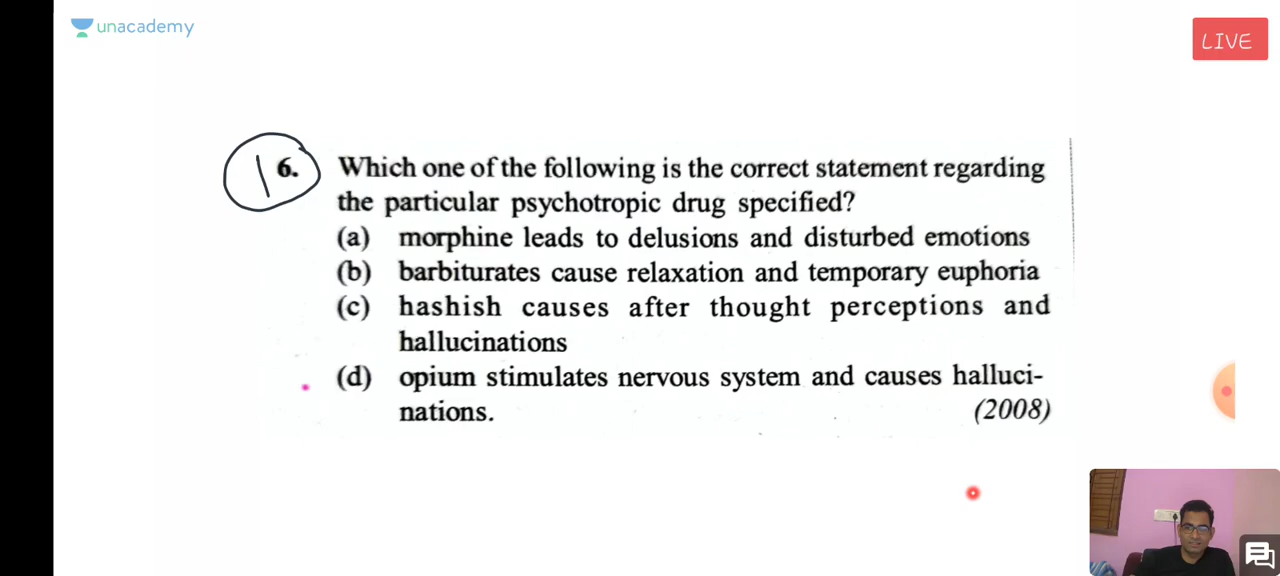 unacademy
LIVE
16. Which one of the following is the correct statement regarding
the particular psychotropic drug specified?
(a) morphine leads to delusions and disturbed emotions
(b) barbiturates cause relaxation and temporary euphoria
(c) hashish causes after thought perceptions and
hallucinations
(d) opium stimulates nervous system and causes halluci-
nations. (2008)